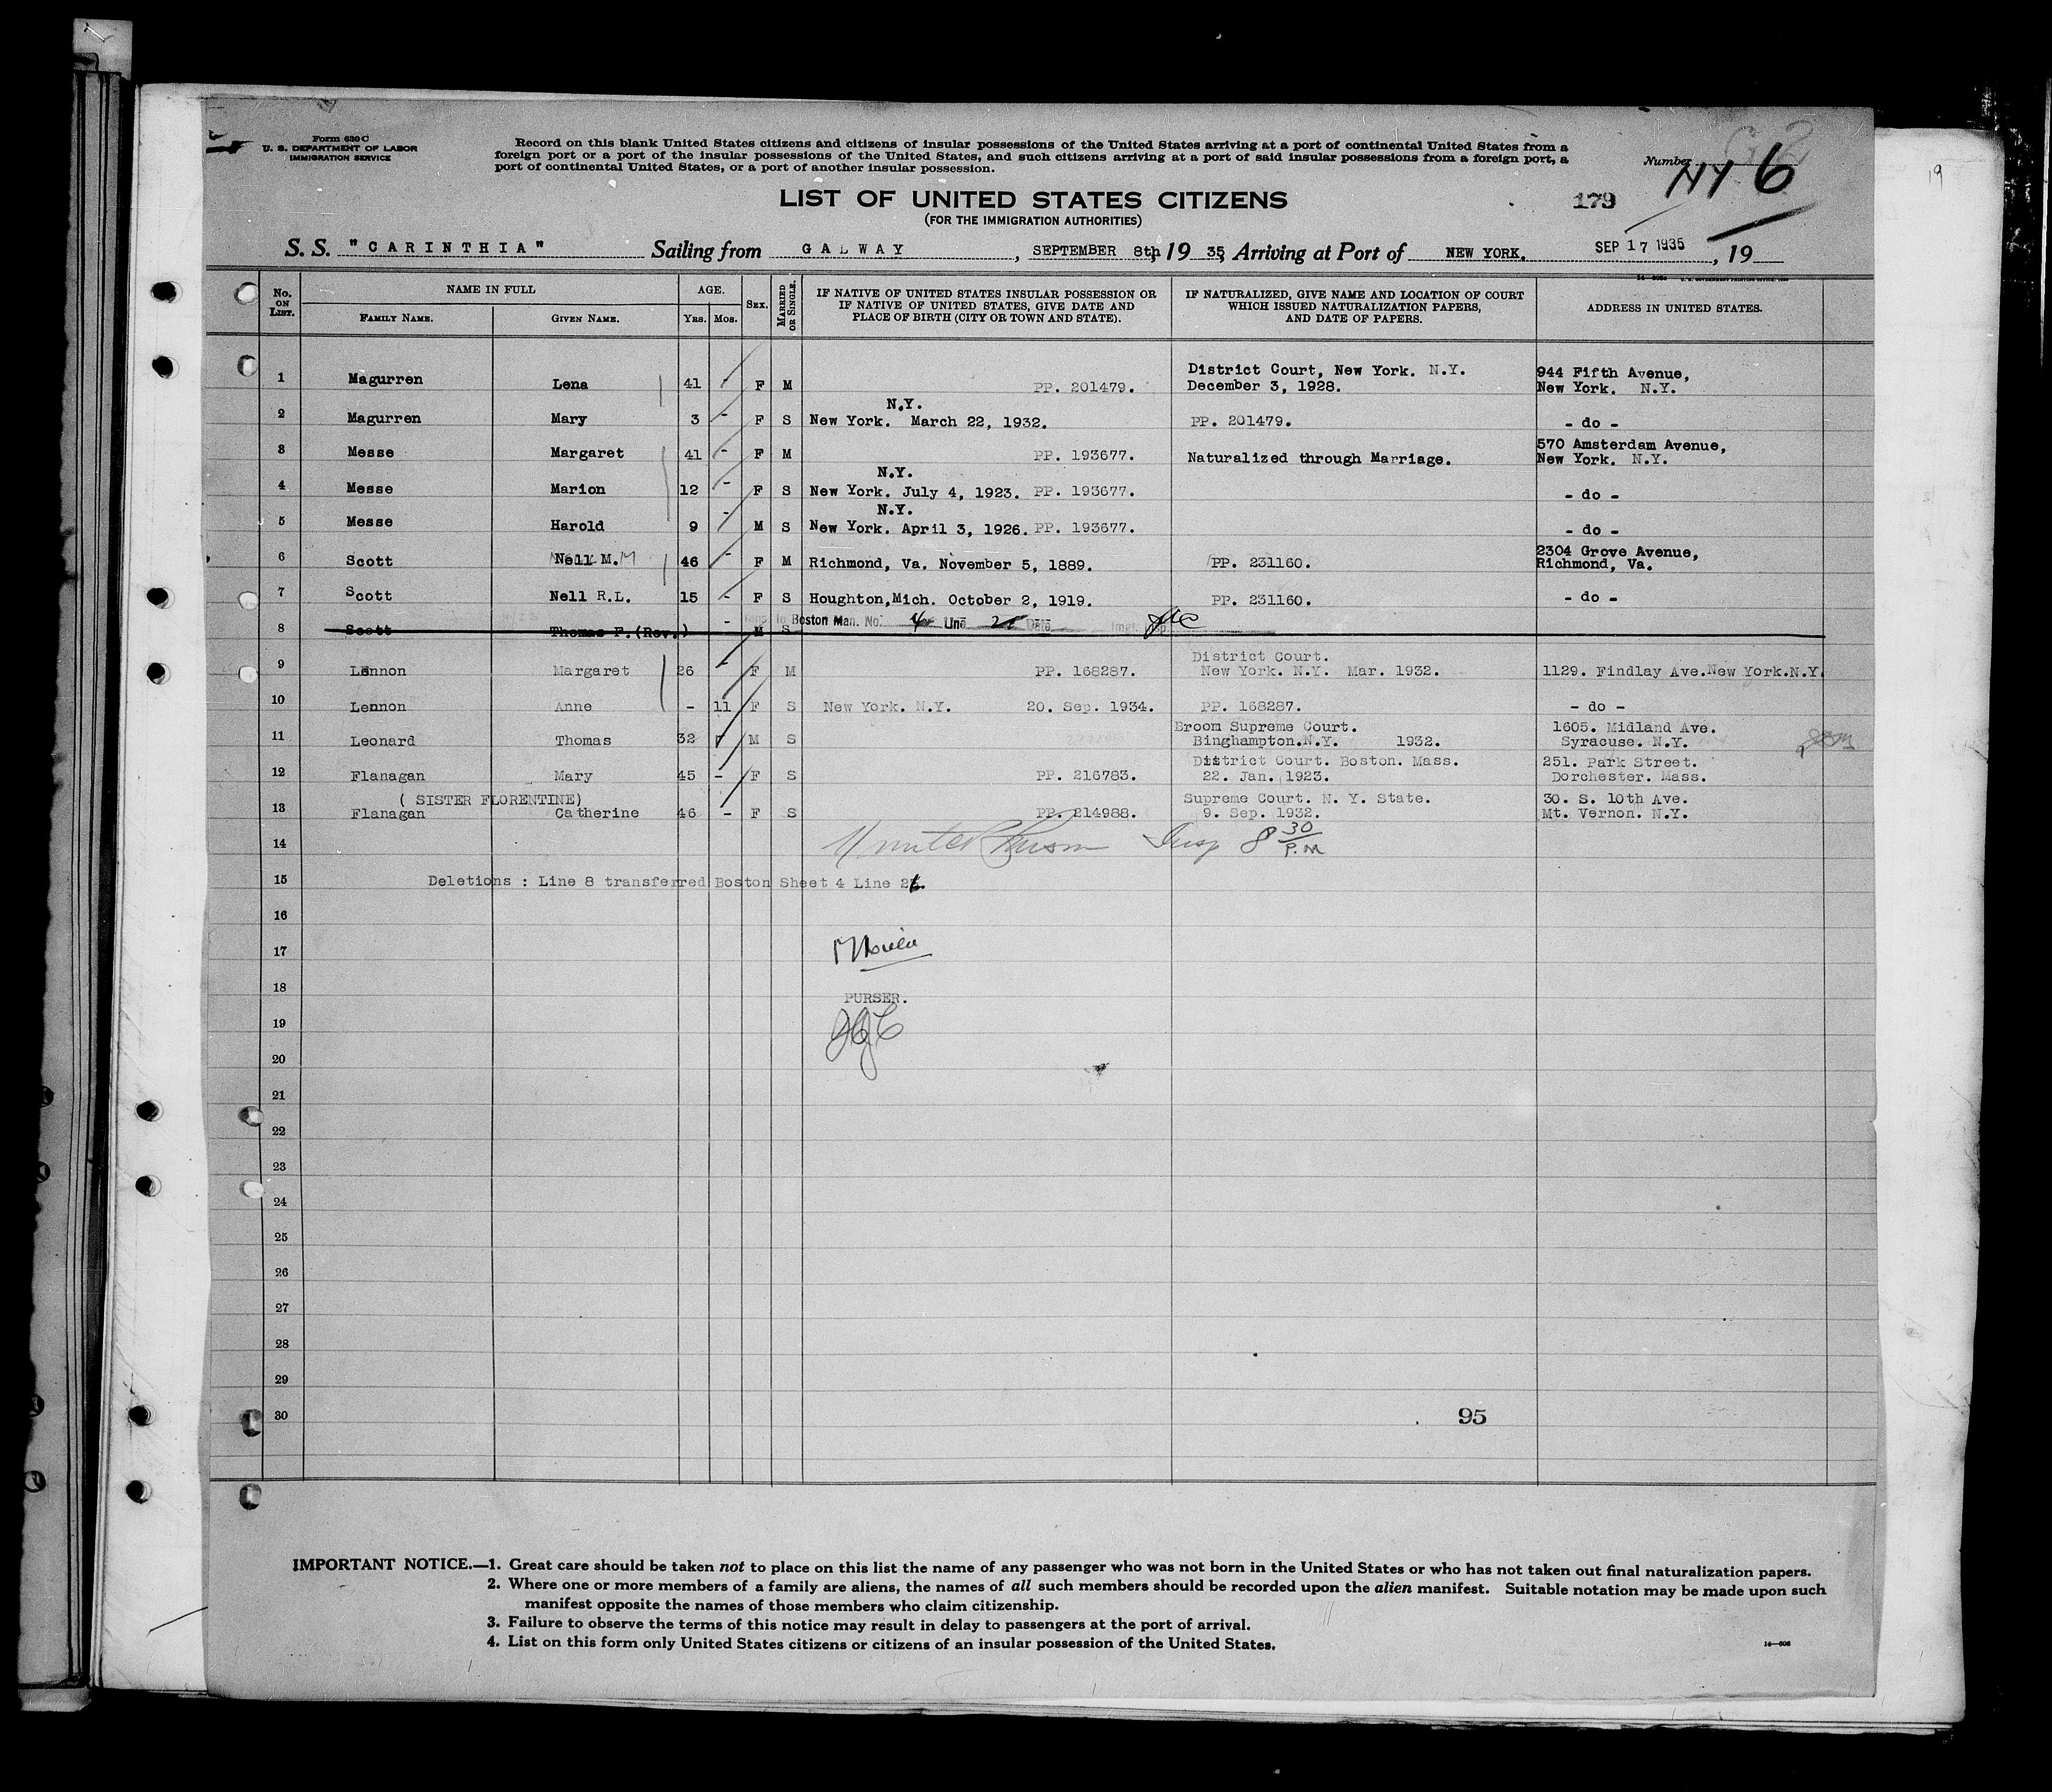 Form 630 C
U. S. DEPARTMENT OF LABOR
IMMIGRATION SERVICE
Record on this blank United States citizens and citizens of insular possessions of the United States arriving at a port of continental United States from a
foreign port or a port of the insular possessions of the United States, and such citizens arriving at a port of said insular possessions from a foreign port, a
port of continental United States, or a port of another insular possession.
Number
NY 6
179
19
LIST OF UNITED STATES CITIZENS
(FOR THE IMMIGRATION AUTHORITIES)
S. S. "CARINTHIA" Sailing from GALWAY, SEPTEMBER 8th, 19 35, Arriving at Port of NEW YORK. SEP 17 1935, 19
No. ON LIST. NAME IN FULL AGE. SEX. MARRIED OR SINGLE. IF NATIVE OF UNITED STATES INSULAR POSSESSION OR IF NATIVE OF UNITED STATES, GIVE DATE AND PLACE OF BIRTH (CITY OR TOWN AND STATE). IF NATURALIZED, GIVE NAME AND LOCATION OF COURT WHICH ISSUED NATURALIZATION PAPERS, AND DATE OF PAPERS. ADDRESS IN UNITED STATES.
FAMILY NAME. GIVEN NAME. YRS. MOS.
District Court, New York. N.Y. 944 Fifth Avenue,
1 Magurren Lena 41 - F M PP. 201479. December 3, 1928. New York. N.Y.
N.Y.
2 Magurren Mary 3 - F S New York. March 22, 1932. PP. 201479. - do -
570 Amsterdam Avenue,
3 Messe Margaret 41 - F M PP. 193677. Naturalized through Marriage. New York. N.Y.
N.Y.
4 Messe Marion 12 - F S New York. July 4, 1923. PP. 193677. - do -
N.Y.
5 Messe Harold 9 - M S New York. April 3, 1926. PP. 193677. - do -
2304 Grove Avenue,
6 Scott Nell M. M 46 - F M Richmond, Va. November 5, 1889. PP. 231160. Richmond, Va.
7 Scott Nell R.L. 15 - F S Houghton, Mich. October 2, 1919. PP. 231160. - do -
to Boston Man. No. 4 Line Date Imgt. Insp.
8 Scott Thomas F. (Rev.) - M S
District Court.
9 Lennon Margaret 26 - F M PP. 168287. New York. N.Y. Mar. 1932. 1129. Findlay Ave. New York. N.Y.
10 Lennon Anne - 11 F S New York. N.Y. 20. Sep. 1934. PP. 168287. - do -
Broom Supreme Court. 1605. Midland Ave.
11 Leonard Thomas 32 M S Binghampton. N.Y. 1932. Syracuse. N.Y.
District Court. Boston. Mass. 251. Park Street.
12 Flanagan Mary 45 - F S PP. 216783. 22. Jan. 1923. Dorchester. Mass.
( SISTER FLORENTINE) Supreme Court. N. Y. State. 30. S. 10th Ave.
13 Flanagan Catherine 46 - F S PP. 214988. 9. Sep. 1932. Mt. Vernon. N.Y.
14 Insp 8 30 P.M
15 Deletions : Line 8 transferred Boston Sheet 4 Line 26.
16
17
18 PURSER.
19
20
21
22
23
24
25
26
27
28
29
30 95
IMPORTANT NOTICE.—1. Great care should be taken not to place on this list the name of any passenger who was not born in the United States or who has not taken out final naturalization papers.
2. Where one or more members of a family are aliens, the names of all such members should be recorded upon the alien manifest. Suitable notation may be made upon such
manifest opposite the names of those members who claim citizenship.
3. Failure to observe the terms of this notice may result in delay to passengers at the port of arrival.
4. List on this form only United States citizens or citizens of an insular possession of the United States.
14—606